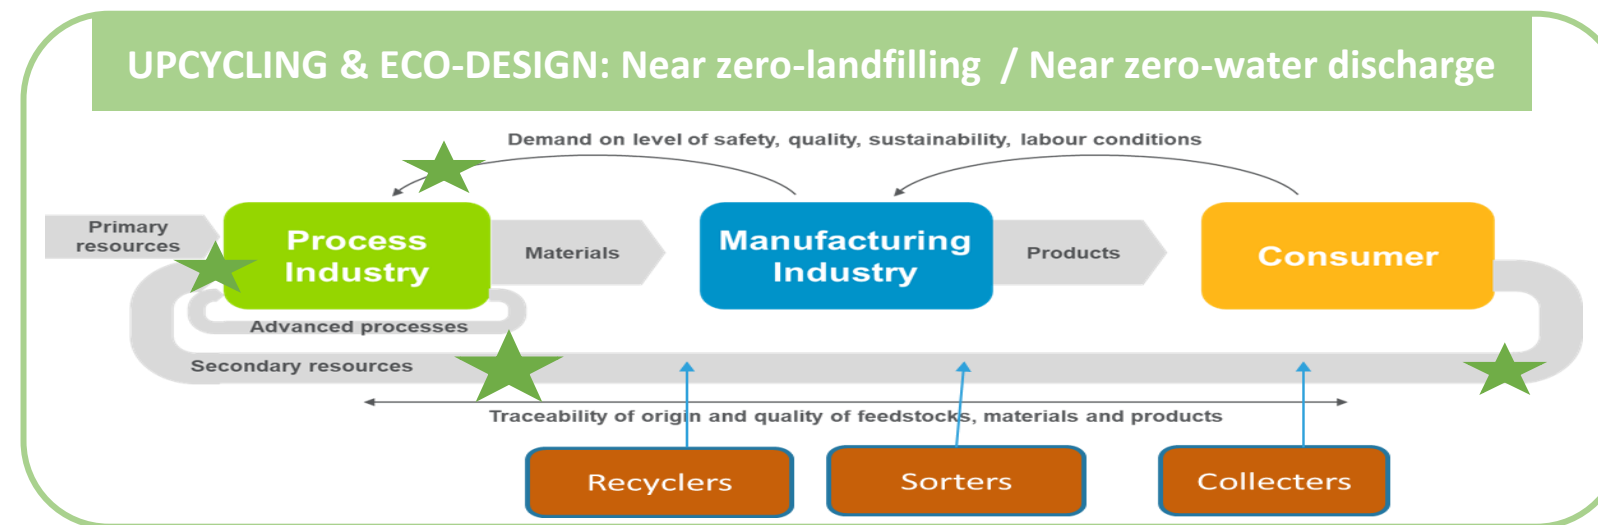 UPCYCLING & ECO-DESIGN: Near zero-landfilling / Near zero-water discharge
Demand on level of safety, quality, sustainability, labour conditions
Primary
resources
Process
Industry
Materials
Manufacturing
Industry
Products
Consumer
Advanced processes
Secondary resources
Traceability of origin and quality of feedstocks, materials and products
Recyclers
Sorters
Collecters